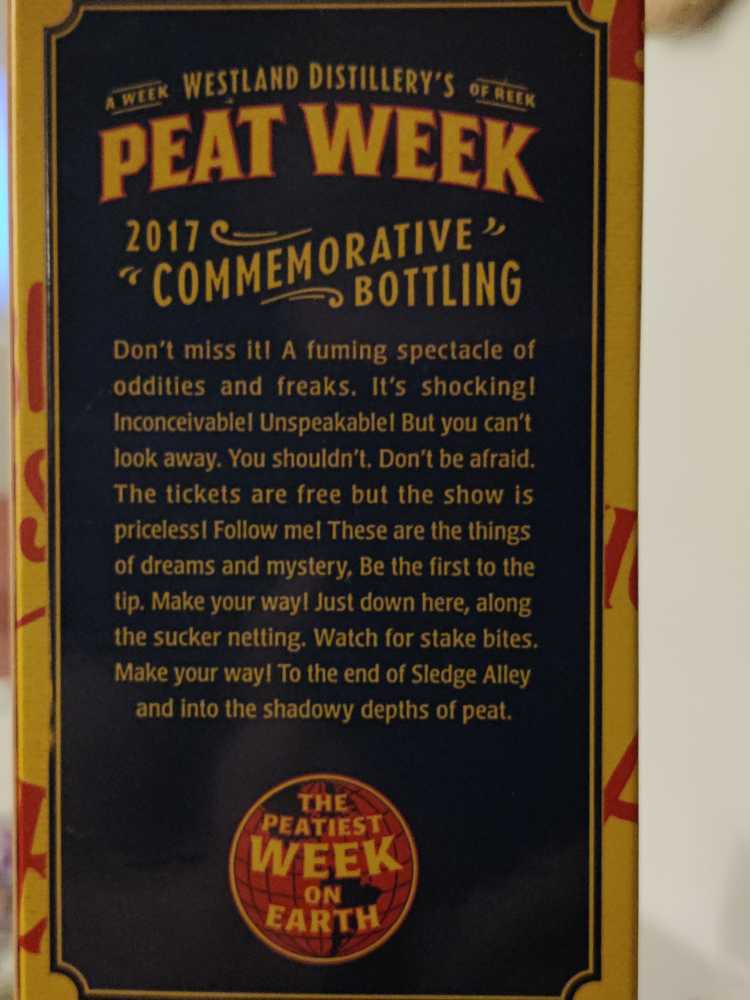 A WEEK WESTLAND DISTILLERY'S OF REEK
PEAT WEEK
2017 COMMEMORATIVE
BOTTLING
Don't miss it! A fuming spectacle of
oddities and freaks. It's shocking!
Inconceivable! Unspeakable! But you can't
look away. You shouldn't. Don't be afraid.
The tickets are free but the show is
priceless! Follow me! These are the things
of dreams and mystery, Be the first to the
tip. Make your way! Just down here, along
the sucker netting. Watch for stake bites.
Make your way! To the end of Sledge Alley
and into the shadowy depths of peat.
THE
PEATIEST
WEEK
ON
EARTH